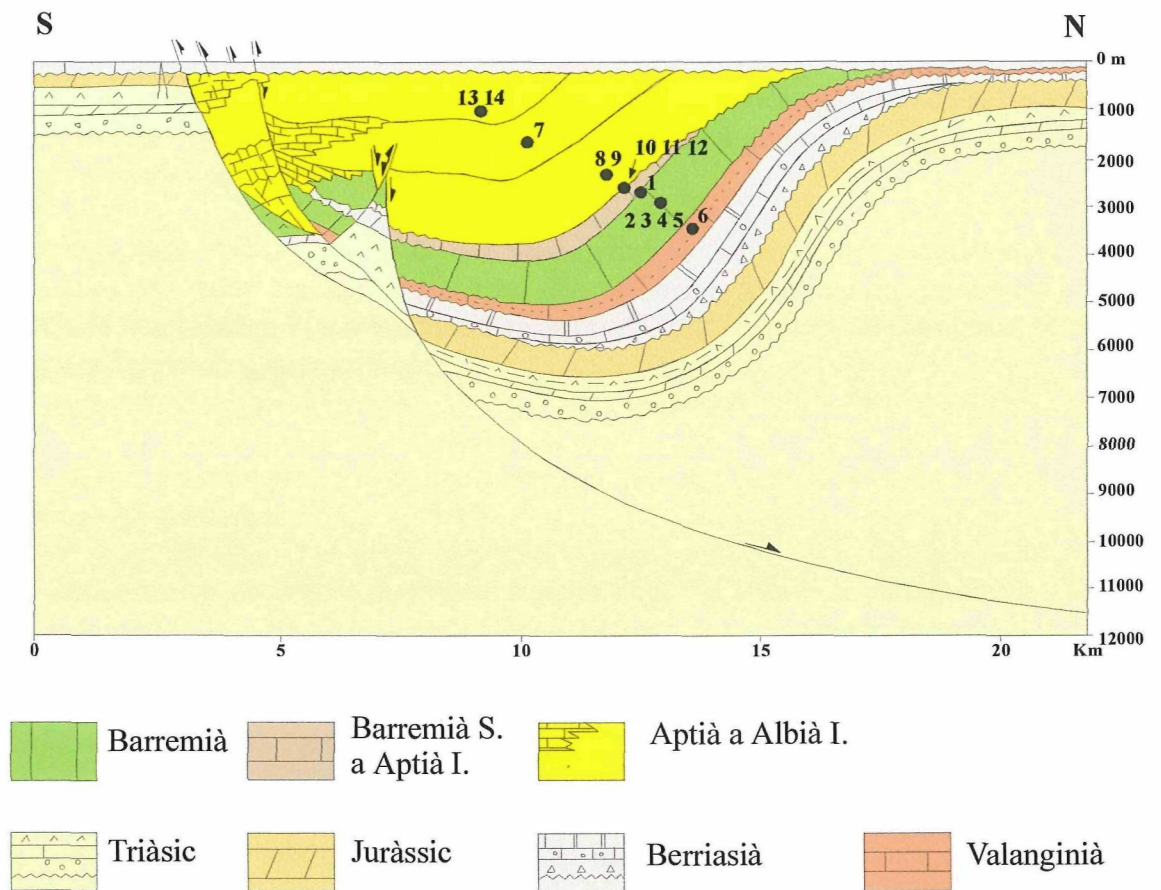 S N
0 m
13 14
1000
7
10 11 12
8 9
2000
1
2 3 4 5
6
3000
4000
5000
6000
7000
8000
9000
10000
11000
12000
0 5 10 15 20 Km
Barremià
Barremià S.
a Aptià I.
Aptià a Albià I.
Triàsic
Juràssic
Berriasià
Valanginià